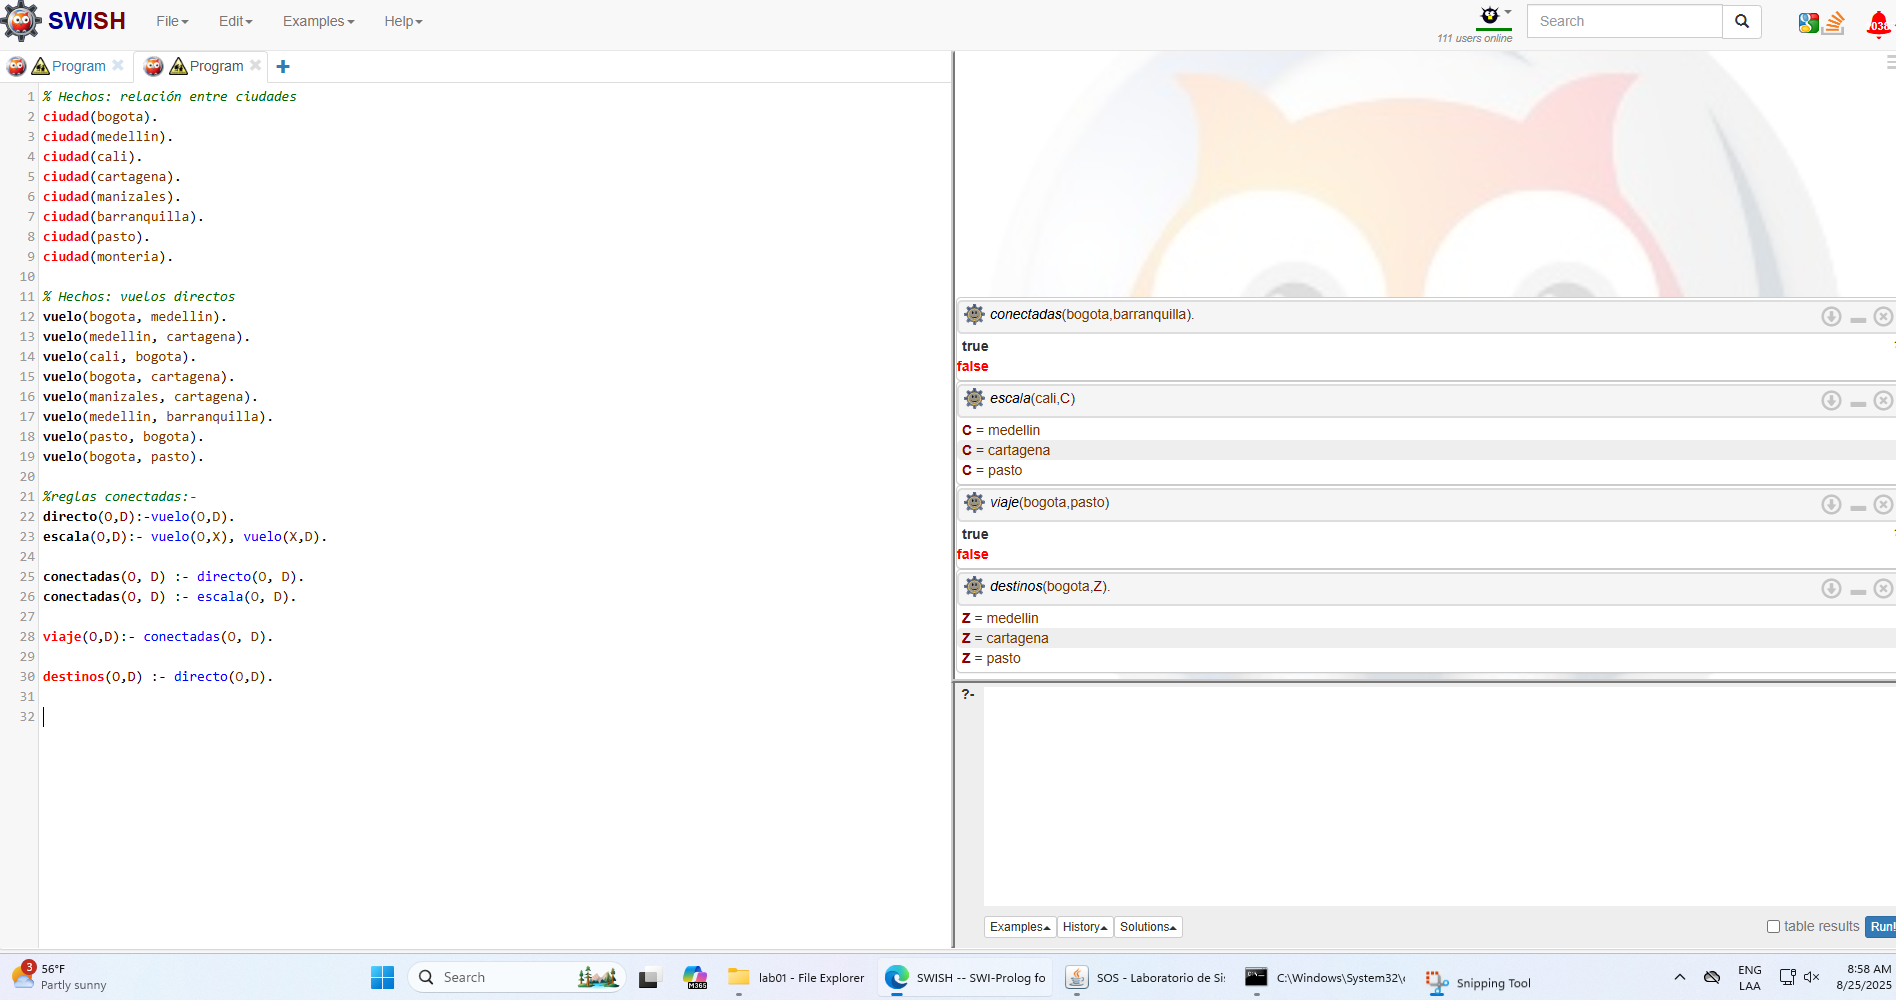 SWISH File Edit Examples Help 111 users online Search
Program Program
1 % Hechos: relación entre ciudades
2 ciudad(bogota).
3 ciudad(medellin).
4 ciudad(cali).
5 ciudad(cartagena).
6 ciudad(manizales).
7 ciudad(barranquilla).
8 ciudad(pasto).
9 ciudad(monteria).
10
11 % Hechos: vuelos directos
12 vuelo(bogota, medellin).
13 vuelo(medellin, cartagena).
14 vuelo(cali, bogota).
15 vuelo(bogota, cartagena).
16 vuelo(manizales, cartagena).
17 vuelo(medellin, barranquilla).
18 vuelo(pasto, bogota).
19 vuelo(bogota, pasto).
20
21 %reglas conectadas:-
22 directo(O,D):-vuelo(O,D).
23 escala(O,D):- vuelo(O,X), vuelo(X,D).
24
25 conectadas(O, D) :- directo(O, D).
26 conectadas(O, D) :- escala(O, D).
27
28 viaje(O,D):- conectadas(O, D).
29
30 destinos(O,D) :- directo(O,D).
31
32
conectadas(bogota,barranquilla).
true
false
escala(cali,C)
C = medellin
C = cartagena
C = pasto
viaje(bogota,pasto)
true
false
destinos(bogota,Z).
Z = medellin
Z = cartagena
Z = pasto
?-
Examples History Solutions table results Run!
3 56°F
Partly sunny
Search
M365
lab01 - File Explorer
SWISH -- SWI-Prolog fo
SOS - Laboratorio de Si
C:\Windows\System32\
Snipping Tool
ENG
LAA
8:58 AM
8/25/2025